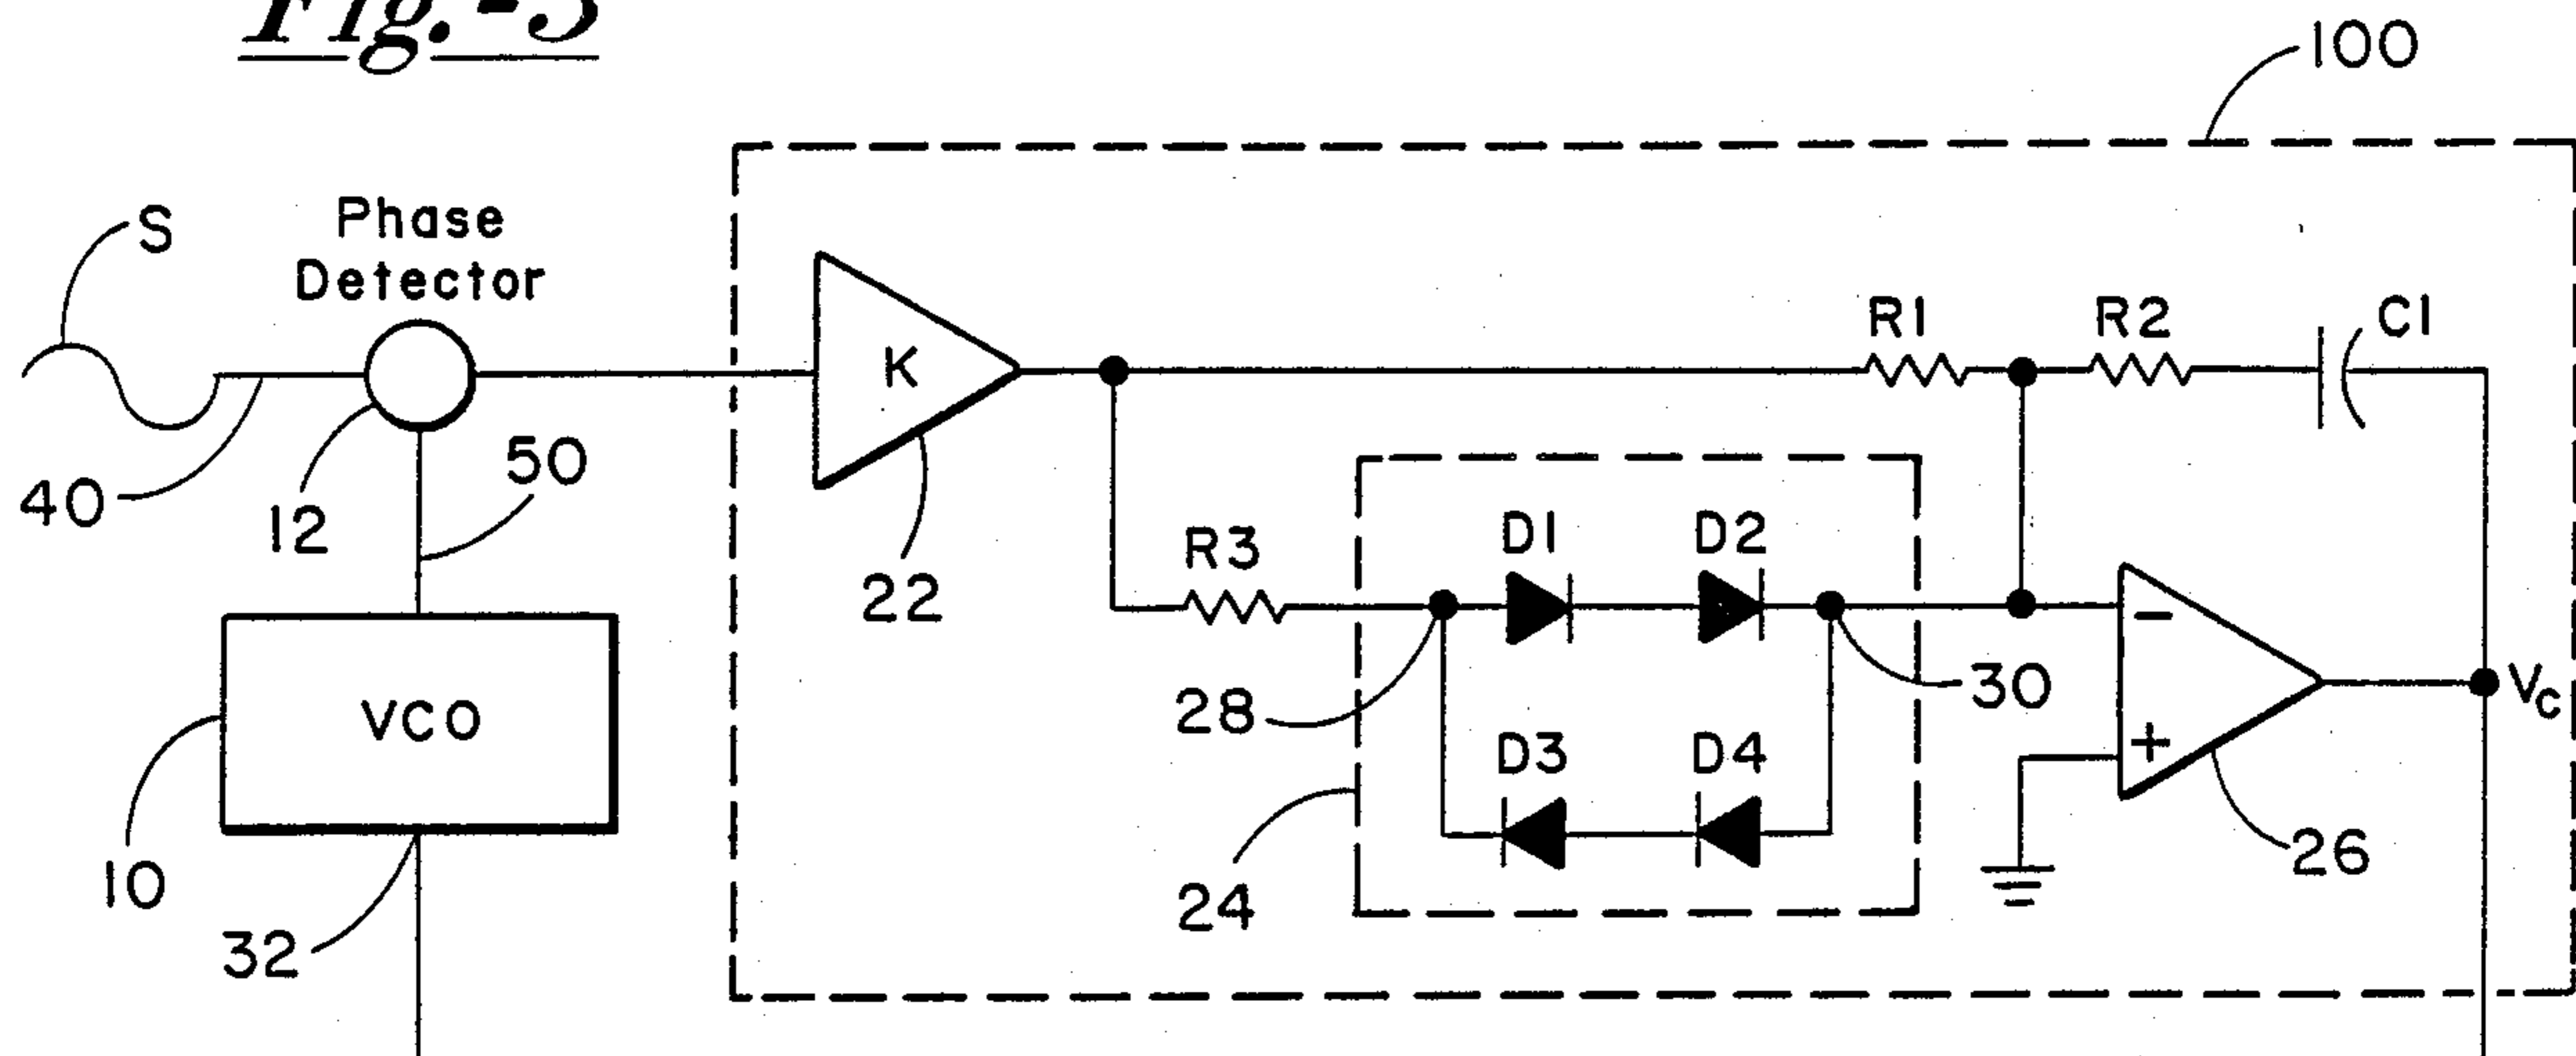 Fig.-3
100
S
Phase
Detector
K
R1
R2
C1
40
12
50
22
R3
D1
D2
−
28
30
VC
10
VCO
D3
D4
+
24
26
32